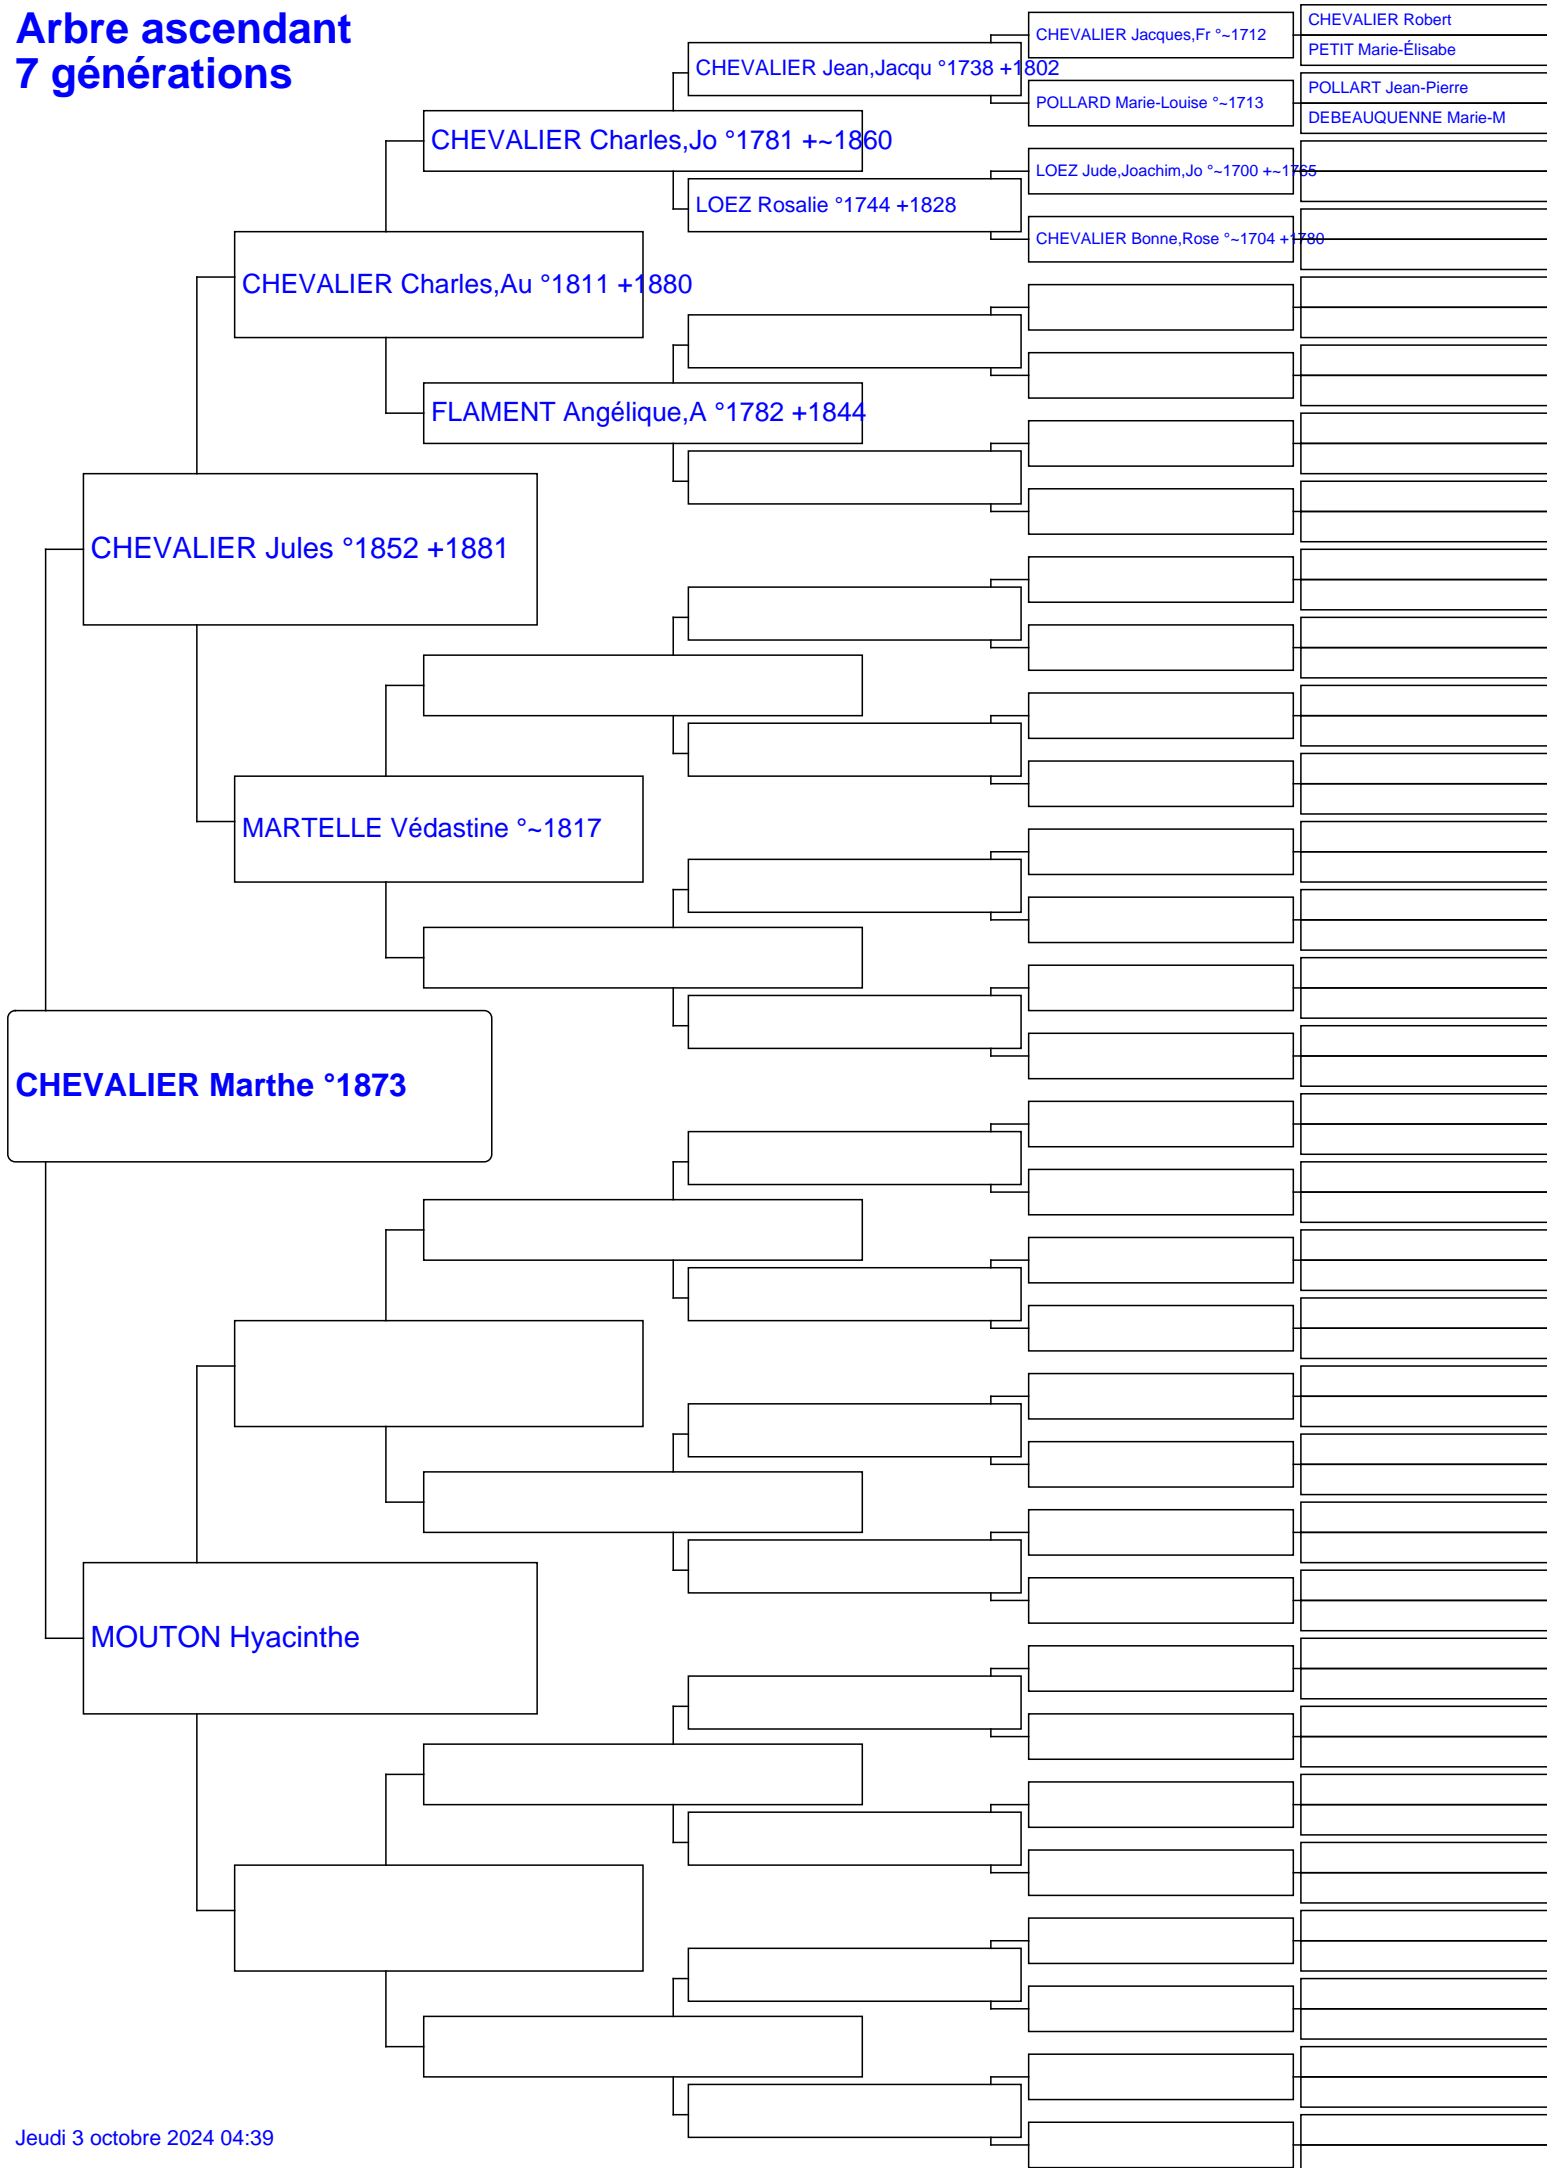 Arbre ascendant
7 générations
CHEVALIER Robert
CHEVALIER Jacques,Fr °~1712
PETIT Marie-Élisabe
CHEVALIER Jean,Jacqu °1738 +1802
POLLART Jean-Pierre
POLLARD Marie-Louise °~1713
DEBEAUQUENNE Marie-M
CHEVALIER Charles,Jo °1781 +~1860
LOEZ Jude,Joachim,Jo °~1700 +~1765
LOEZ Rosalie °1744 +1828
CHEVALIER Bonne,Rose °~1704 +1780
CHEVALIER Charles,Au °1811 +1880
FLAMENT Angélique,A °1782 +1844
CHEVALIER Jules °1852 +1881
MARTELLE Védastine °~1817
CHEVALIER Marthe °1873
MOUTON Hyacinthe
Jeudi 3 octobre 2024 04:39